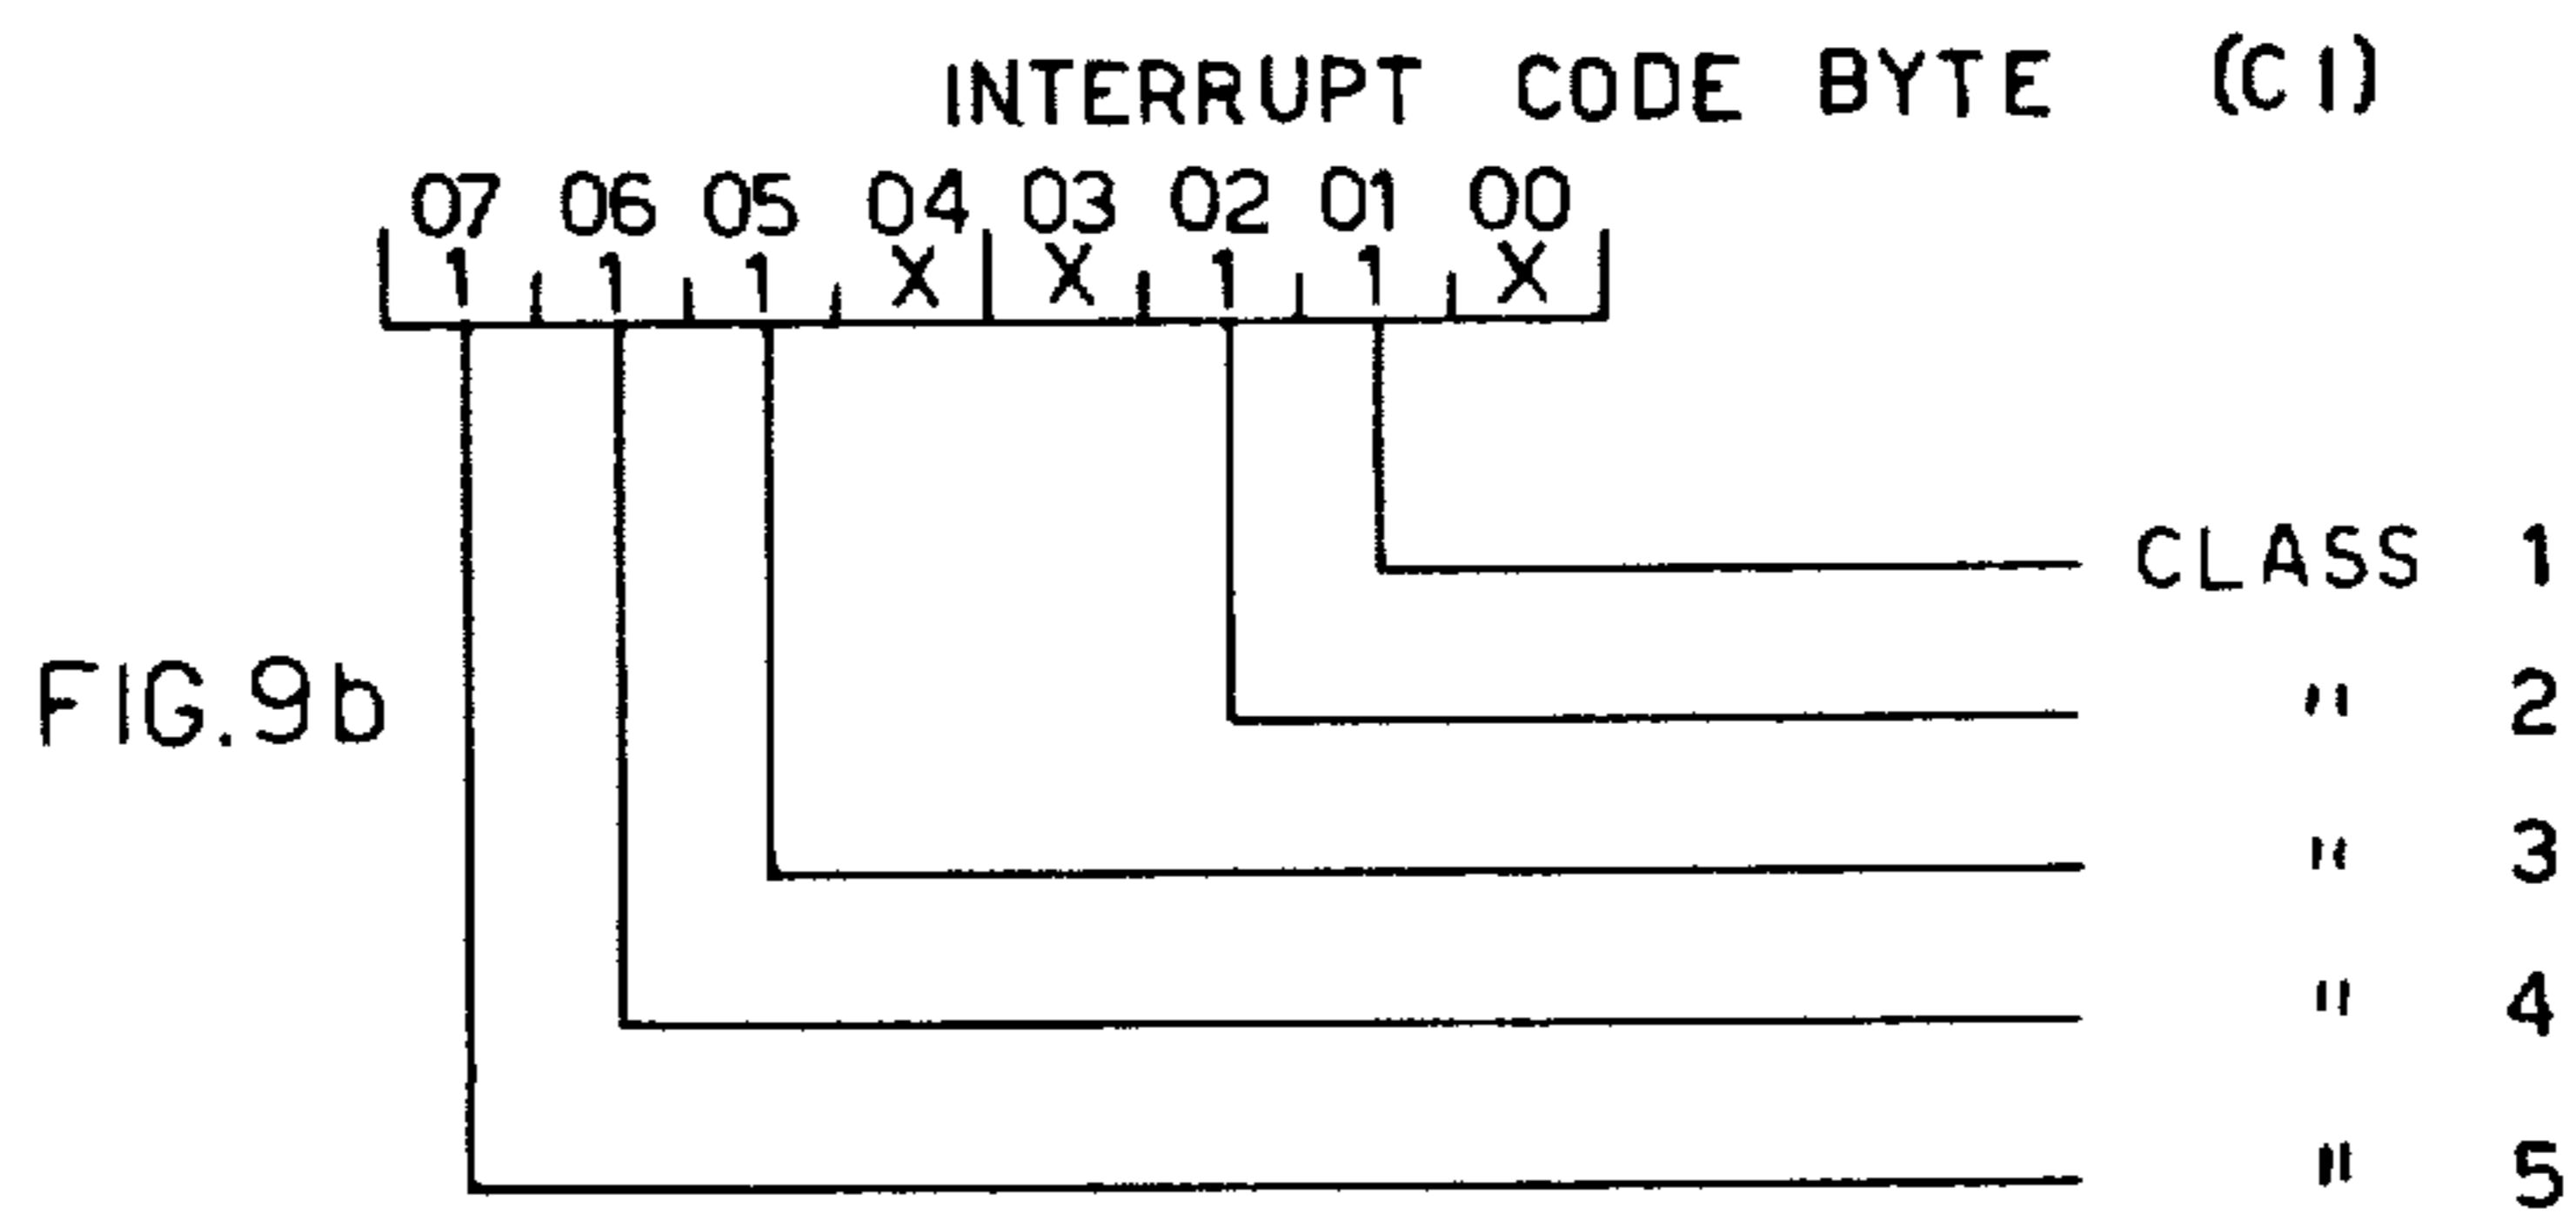 INTERRUPT CODE BYTE (C1)
07 06 05 04 03 02 01 00
1 1 1 X X 1 1 X
CLASS 1
" 2
" 3
" 4
" 5
FIG.9b